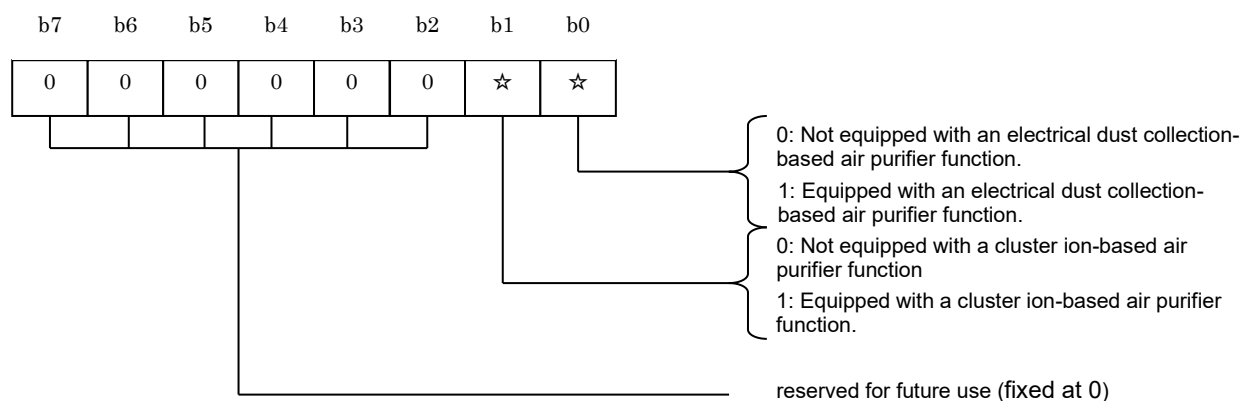 b7 b6 b5 b4 b3 b2 b1 b0
0 0 0 0 0 0 ☆ ☆
0: Not equipped with an electrical dust collection-
based air purifier function.
1: Equipped with an electrical dust collection-
based air purifier function.
0: Not equipped with a cluster ion-based air
purifier function
1: Equipped with a cluster ion-based air purifier
function.
reserved for future use (fixed at 0)